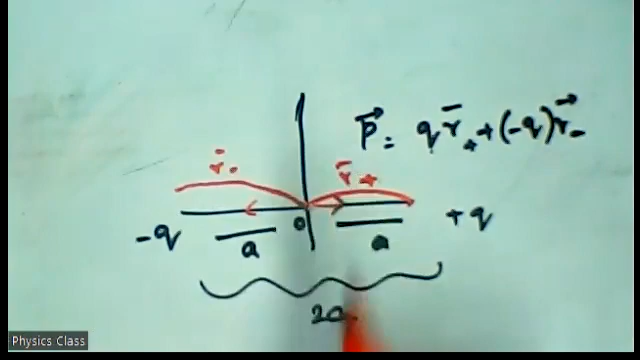 p⃗ = q r̄₊ + (-q) r⃗₋
r̄₋ r̄₊
-q 0 +q
a a
2a
Physics Class